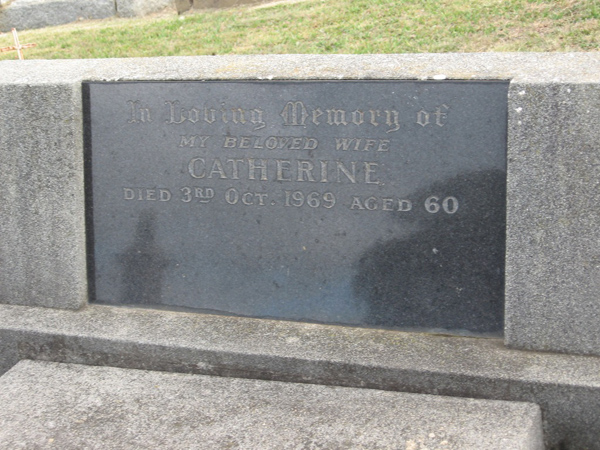 In Loving Memory of
MY BELOVED WIFE
CATHERINE
DIED 3RD OCT. 1969 AGED 60